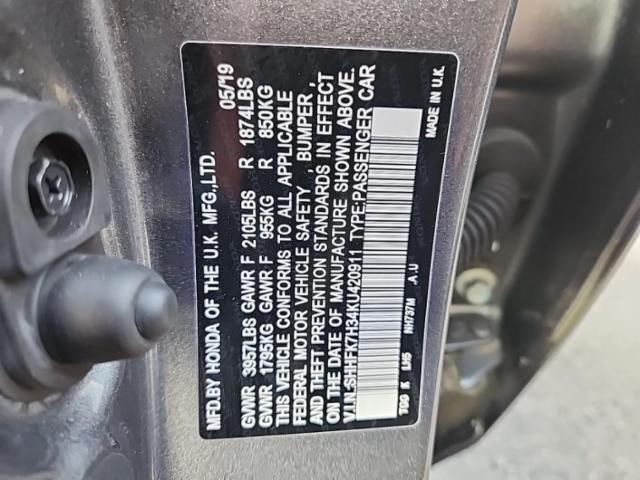 MFD.BY HONDA OF THE U.K. MFG.,LTD. 05/19
GVWR 3957LBS GAWR F 2105LBS R 1874LBS
GVWR 1795KG GAWR F 955KG R 850KG
THIS VEHICLE CONFORMS TO ALL APPLICABLE
FEDERAL MOTOR VEHICLE SAFETY , BUMPER ,
AND THEFT PREVENTION STANDARDS IN EFFECT
ON THE DATE OF MANUFACTURE SHOWN ABOVE.
V.I.N.:SHHFK7H34KU420911 TYPE:PASSENGER CAR
NH737M .A.U MADE IN U.K.
TGG K